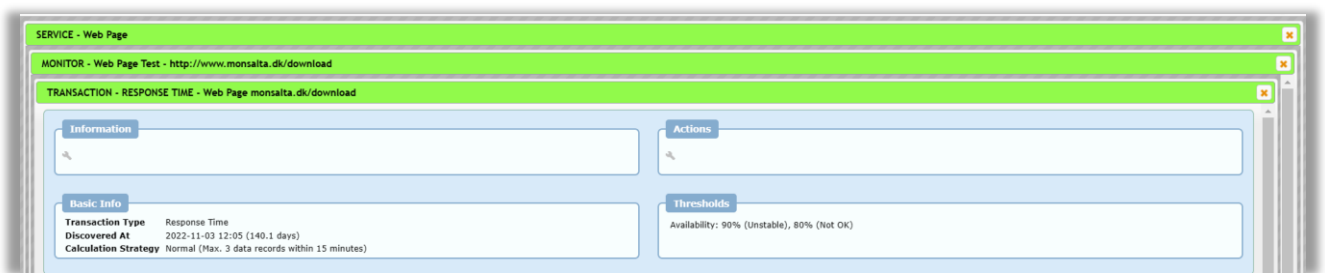 SERVICE - Web Page
MONITOR - Web Page Test - http://www.monsalta.dk/download
TRANSACTION - RESPONSE TIME - Web Page monsalta.dk/download
Information
Actions
Basic Info
Transaction Type Response Time
Discovered At 2022-11-03 12:05 (140.1 days)
Calculation Strategy Normal (Max. 3 data records within 15 minutes)
Thresholds
Availability: 90% (Unstable), 80% (Not OK)